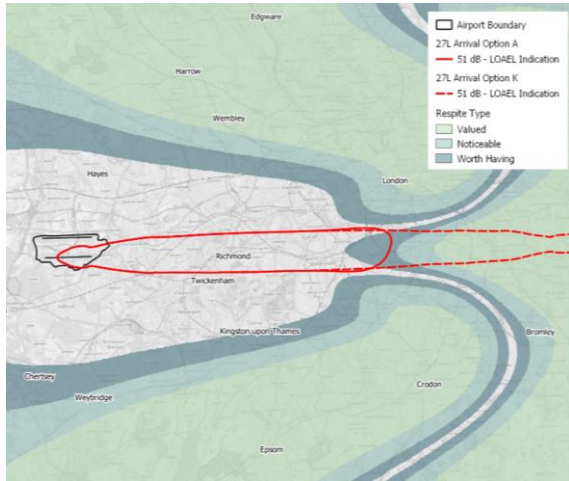 Edgware
Airport Boundary
27L Arrival Option A
51 dB - LOAEL Indication
27L Arrival Option K
51 dB - LOAEL Indication
Respite Type
Valued
Noticeable
Worth Having
Harrow
Wembley
Hayes
London
Richmond
Twickenham
Kingston upon Thames
Bromley
Chertsey
Weybridge
Crodon
Epsom